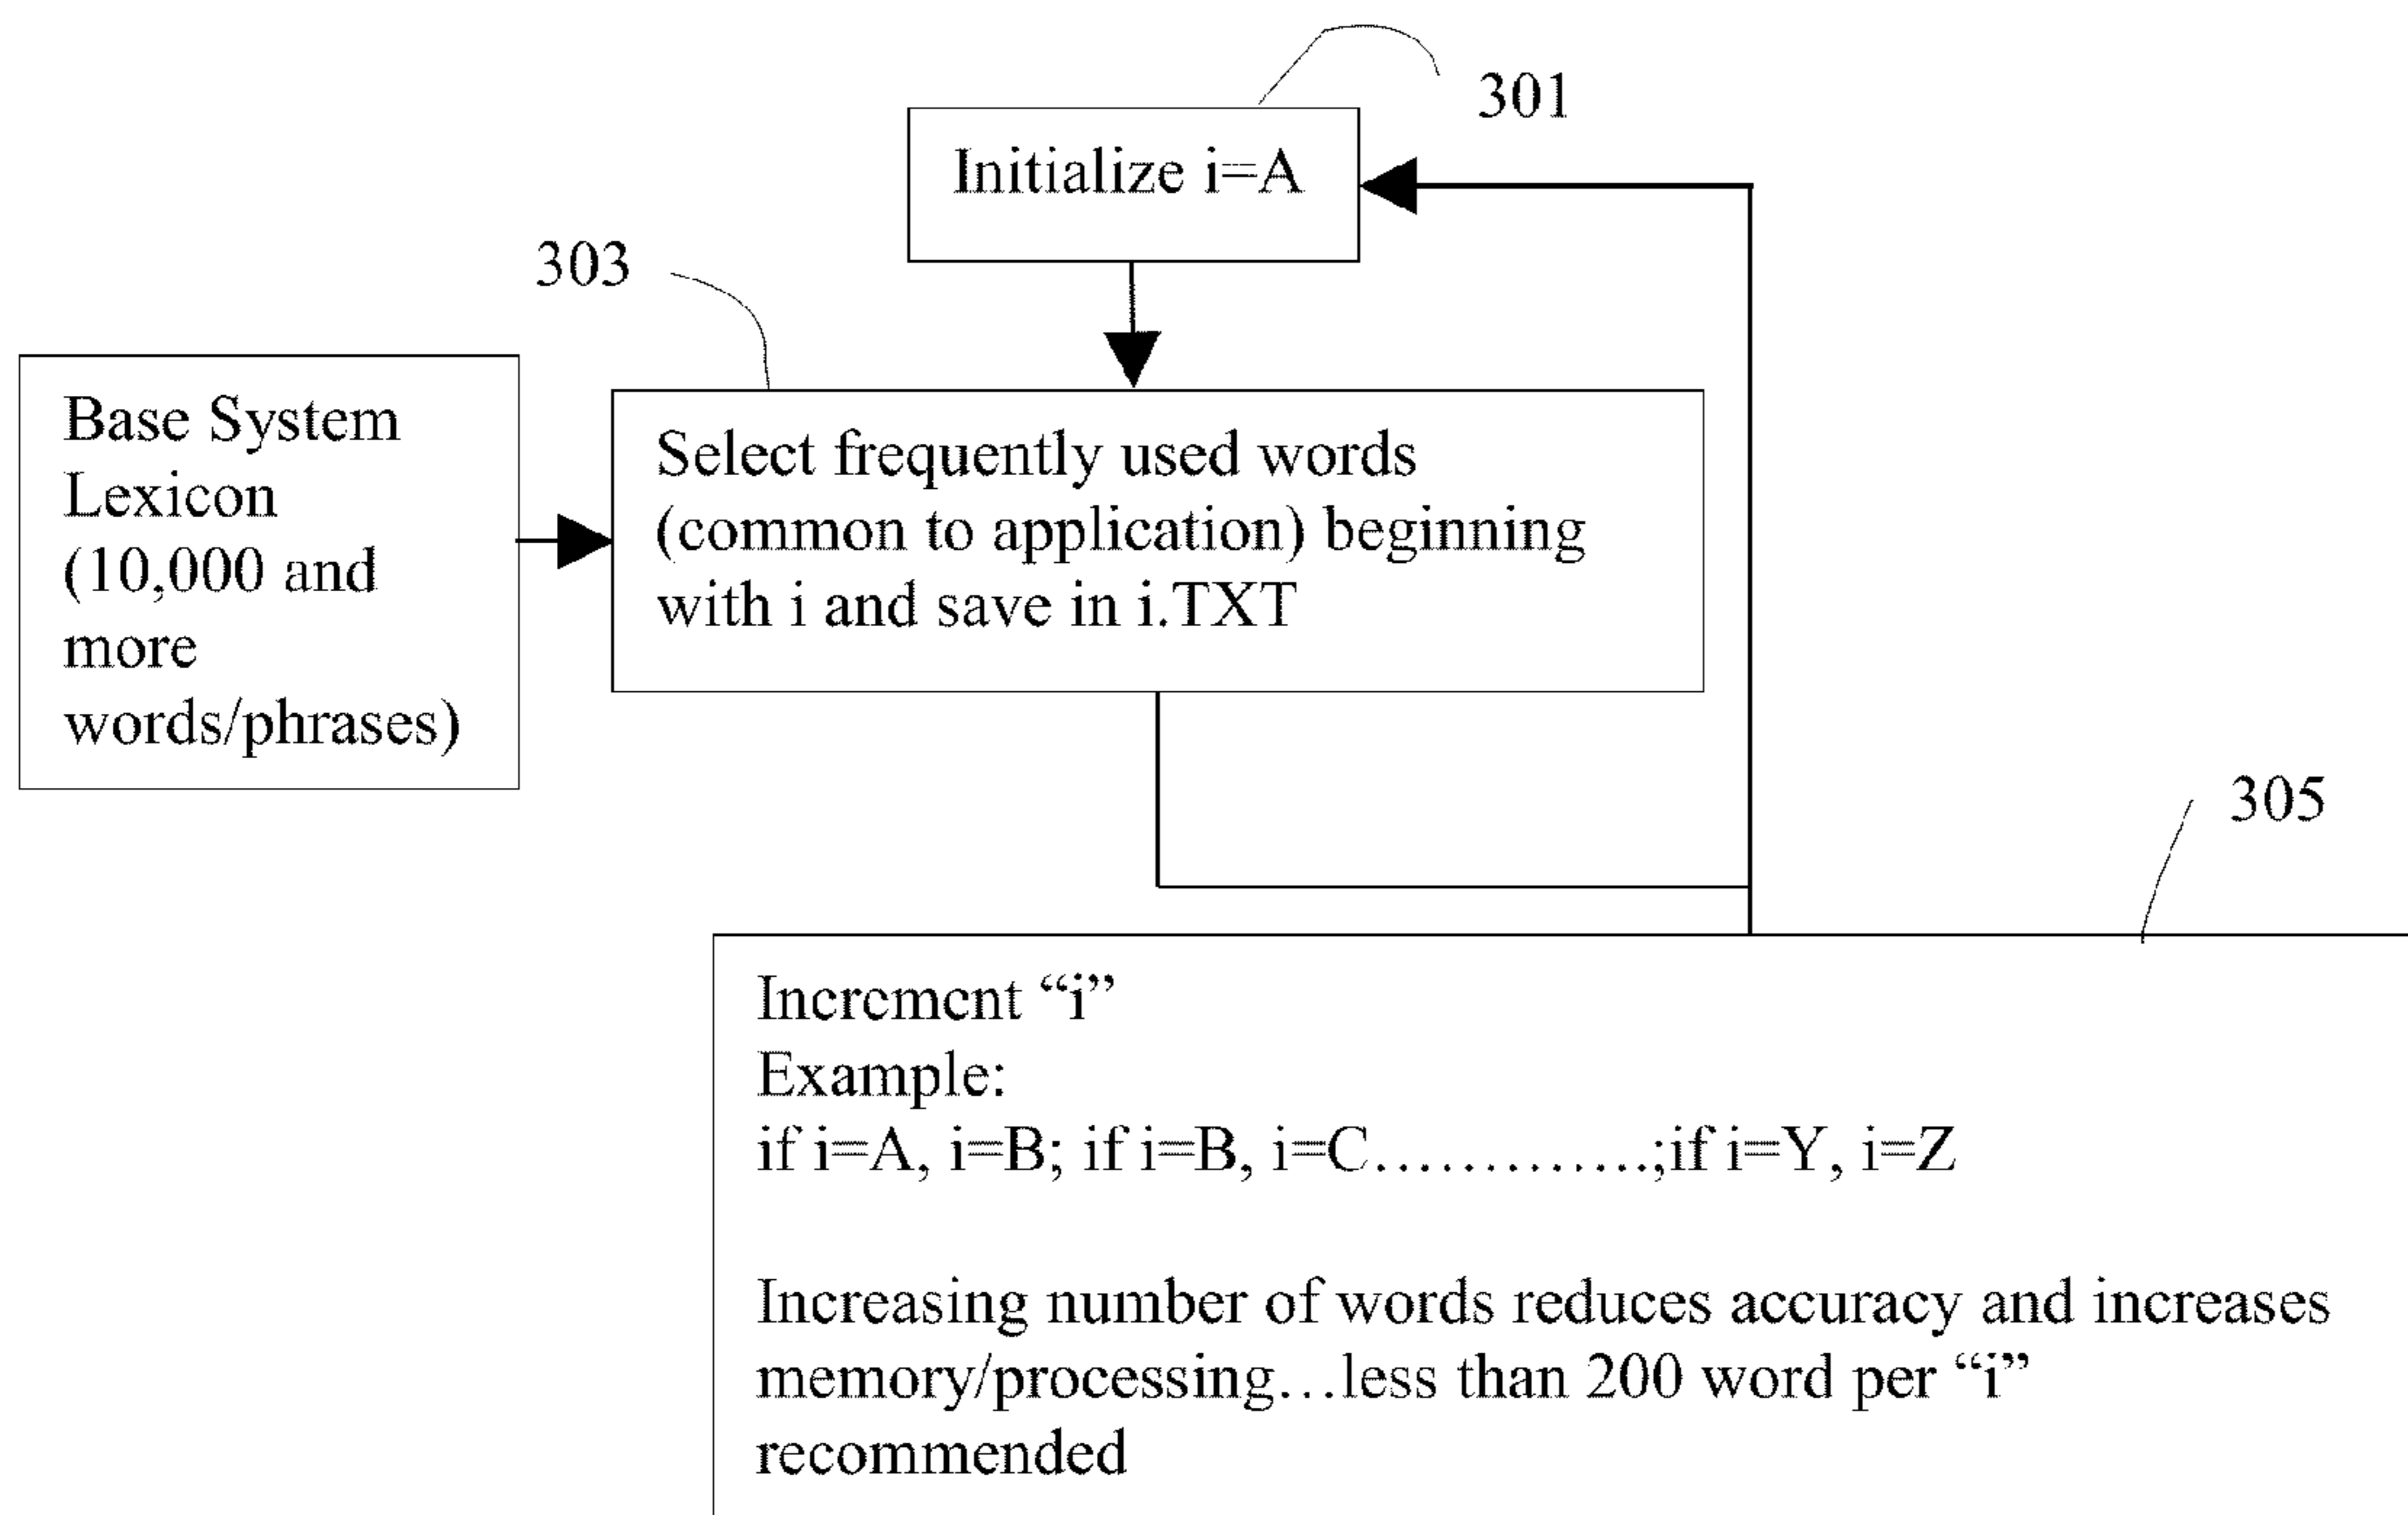 301
Initialize i=A
303
Base System
Lexicon
(10,000 and
more
words/phrases)
Select frequently used words
(common to application) beginning
with i and save in i.TXT
305
Increment “i”
Example:
if i=A, i=B; if i=B, i=C.............;if i=Y, i=Z
Increasing number of words reduces accuracy and increases
memory/processing…less than 200 word per “i”
recommended